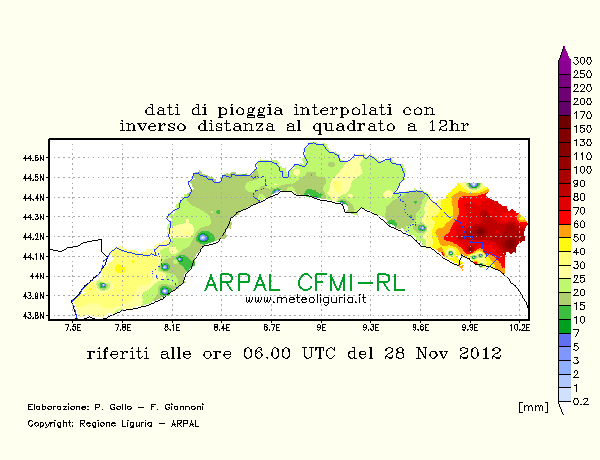 dati di pioggia interpolati con
inverso distanza al quadrato a 12hr
44.6N
44.5N
44.4N
44.3N
44.2N
44.1N
44N
43.9N
43.8N
7.5E 7.8E 8.1E 8.4E 8.7E 9E 9.3E 9.6E 9.9E 10.2E
ARPAL CFMI-RL
www.meteoliguria.it
riferiti alle ore 06.00 UTC del 28 Nov 2012
300
250
220
200
170
150
130
110
100
90
80
70
60
50
40
30
25
20
15
10
7
5
3
2
1
0.2
[mm]
Elaborazione: P. Gollo – F. Giannoni
Copyright: Regione Liguria – ARPAL